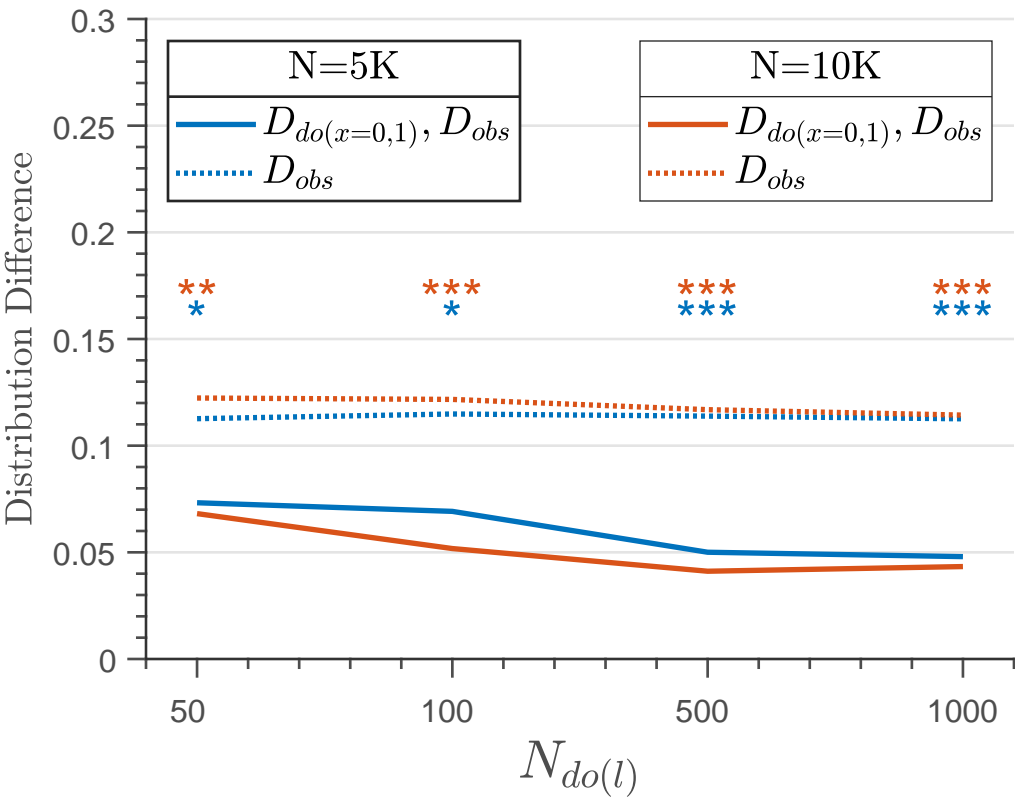 0.3
N=5K
D_{do(x=0,1)}, D_{obs}
D_{obs}
N=10K
D_{do(x=0,1)}, D_{obs}
D_{obs}
0.25
0.2
** *** *** ***
* * *** ***
0.15
0.1
0.05
0
Distribution Difference
50 100 500 1000
N_{do(l)}